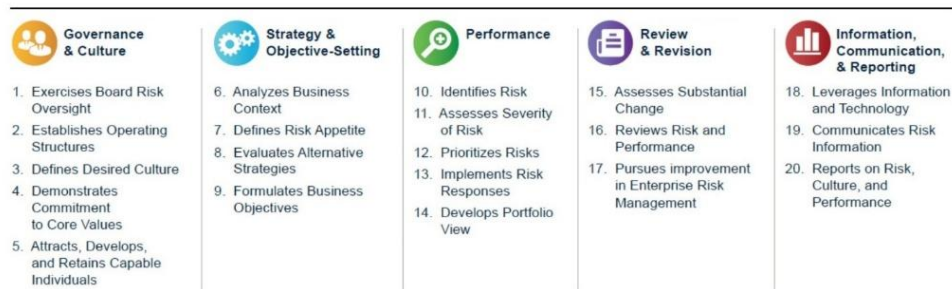 Governance
& Culture
1. Exercises Board Risk
Oversight
2. Establishes Operating
Structures
3. Defines Desired Culture
4. Demonstrates
Commitment
to Core Values
5. Attracts, Develops,
and Retains Capable
Individuals
Strategy &
Objective-Setting
6. Analyzes Business
Context
7. Defines Risk Appetite
8. Evaluates Alternative
Strategies
9. Formulates Business
Objectives
Performance
10. Identifies Risk
11. Assesses Severity
of Risk
12. Prioritizes Risks
13. Implements Risk
Responses
14. Develops Portfolio
View
Review
& Revision
15. Assesses Substantial
Change
16. Reviews Risk and
Performance
17. Pursues improvement
in Enterprise Risk
Management
Information,
Communication,
& Reporting
18. Leverages Information
and Technology
19. Communicates Risk
Information
20. Reports on Risk,
Culture, and
Performance